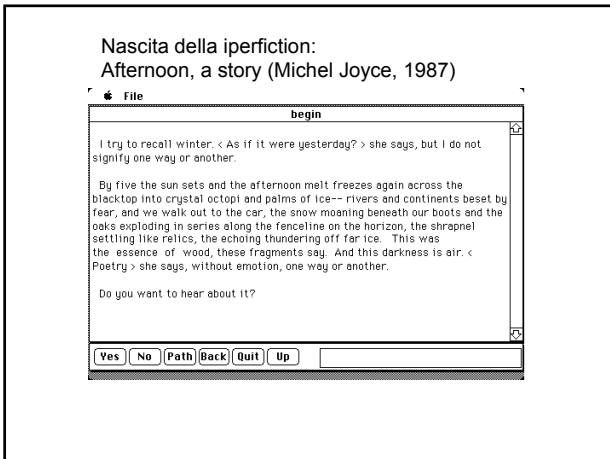 Nascita della iperfiction:
Afternoon, a story (Michel Joyce, 1987)
File
begin
I try to recall winter. < As if it were yesterday? > she says, but I do not
signify one way or another.
By five the sun sets and the afternoon melt freezes again across the
blacktop into crystal octopi and palms of ice-- rivers and continents beset by
fear, and we walk out to the car, the snow moaning beneath our boots and the
oaks exploding in series along the fenceline on the horizon, the shrapnel
settling like relics, the echoing thundering off far ice. This was
the essence of wood, these fragments say. And this darkness is air. <
Poetry > she says, without emotion, one way or another.
Do you want to hear about it?
Yes No Path Back Quit Up